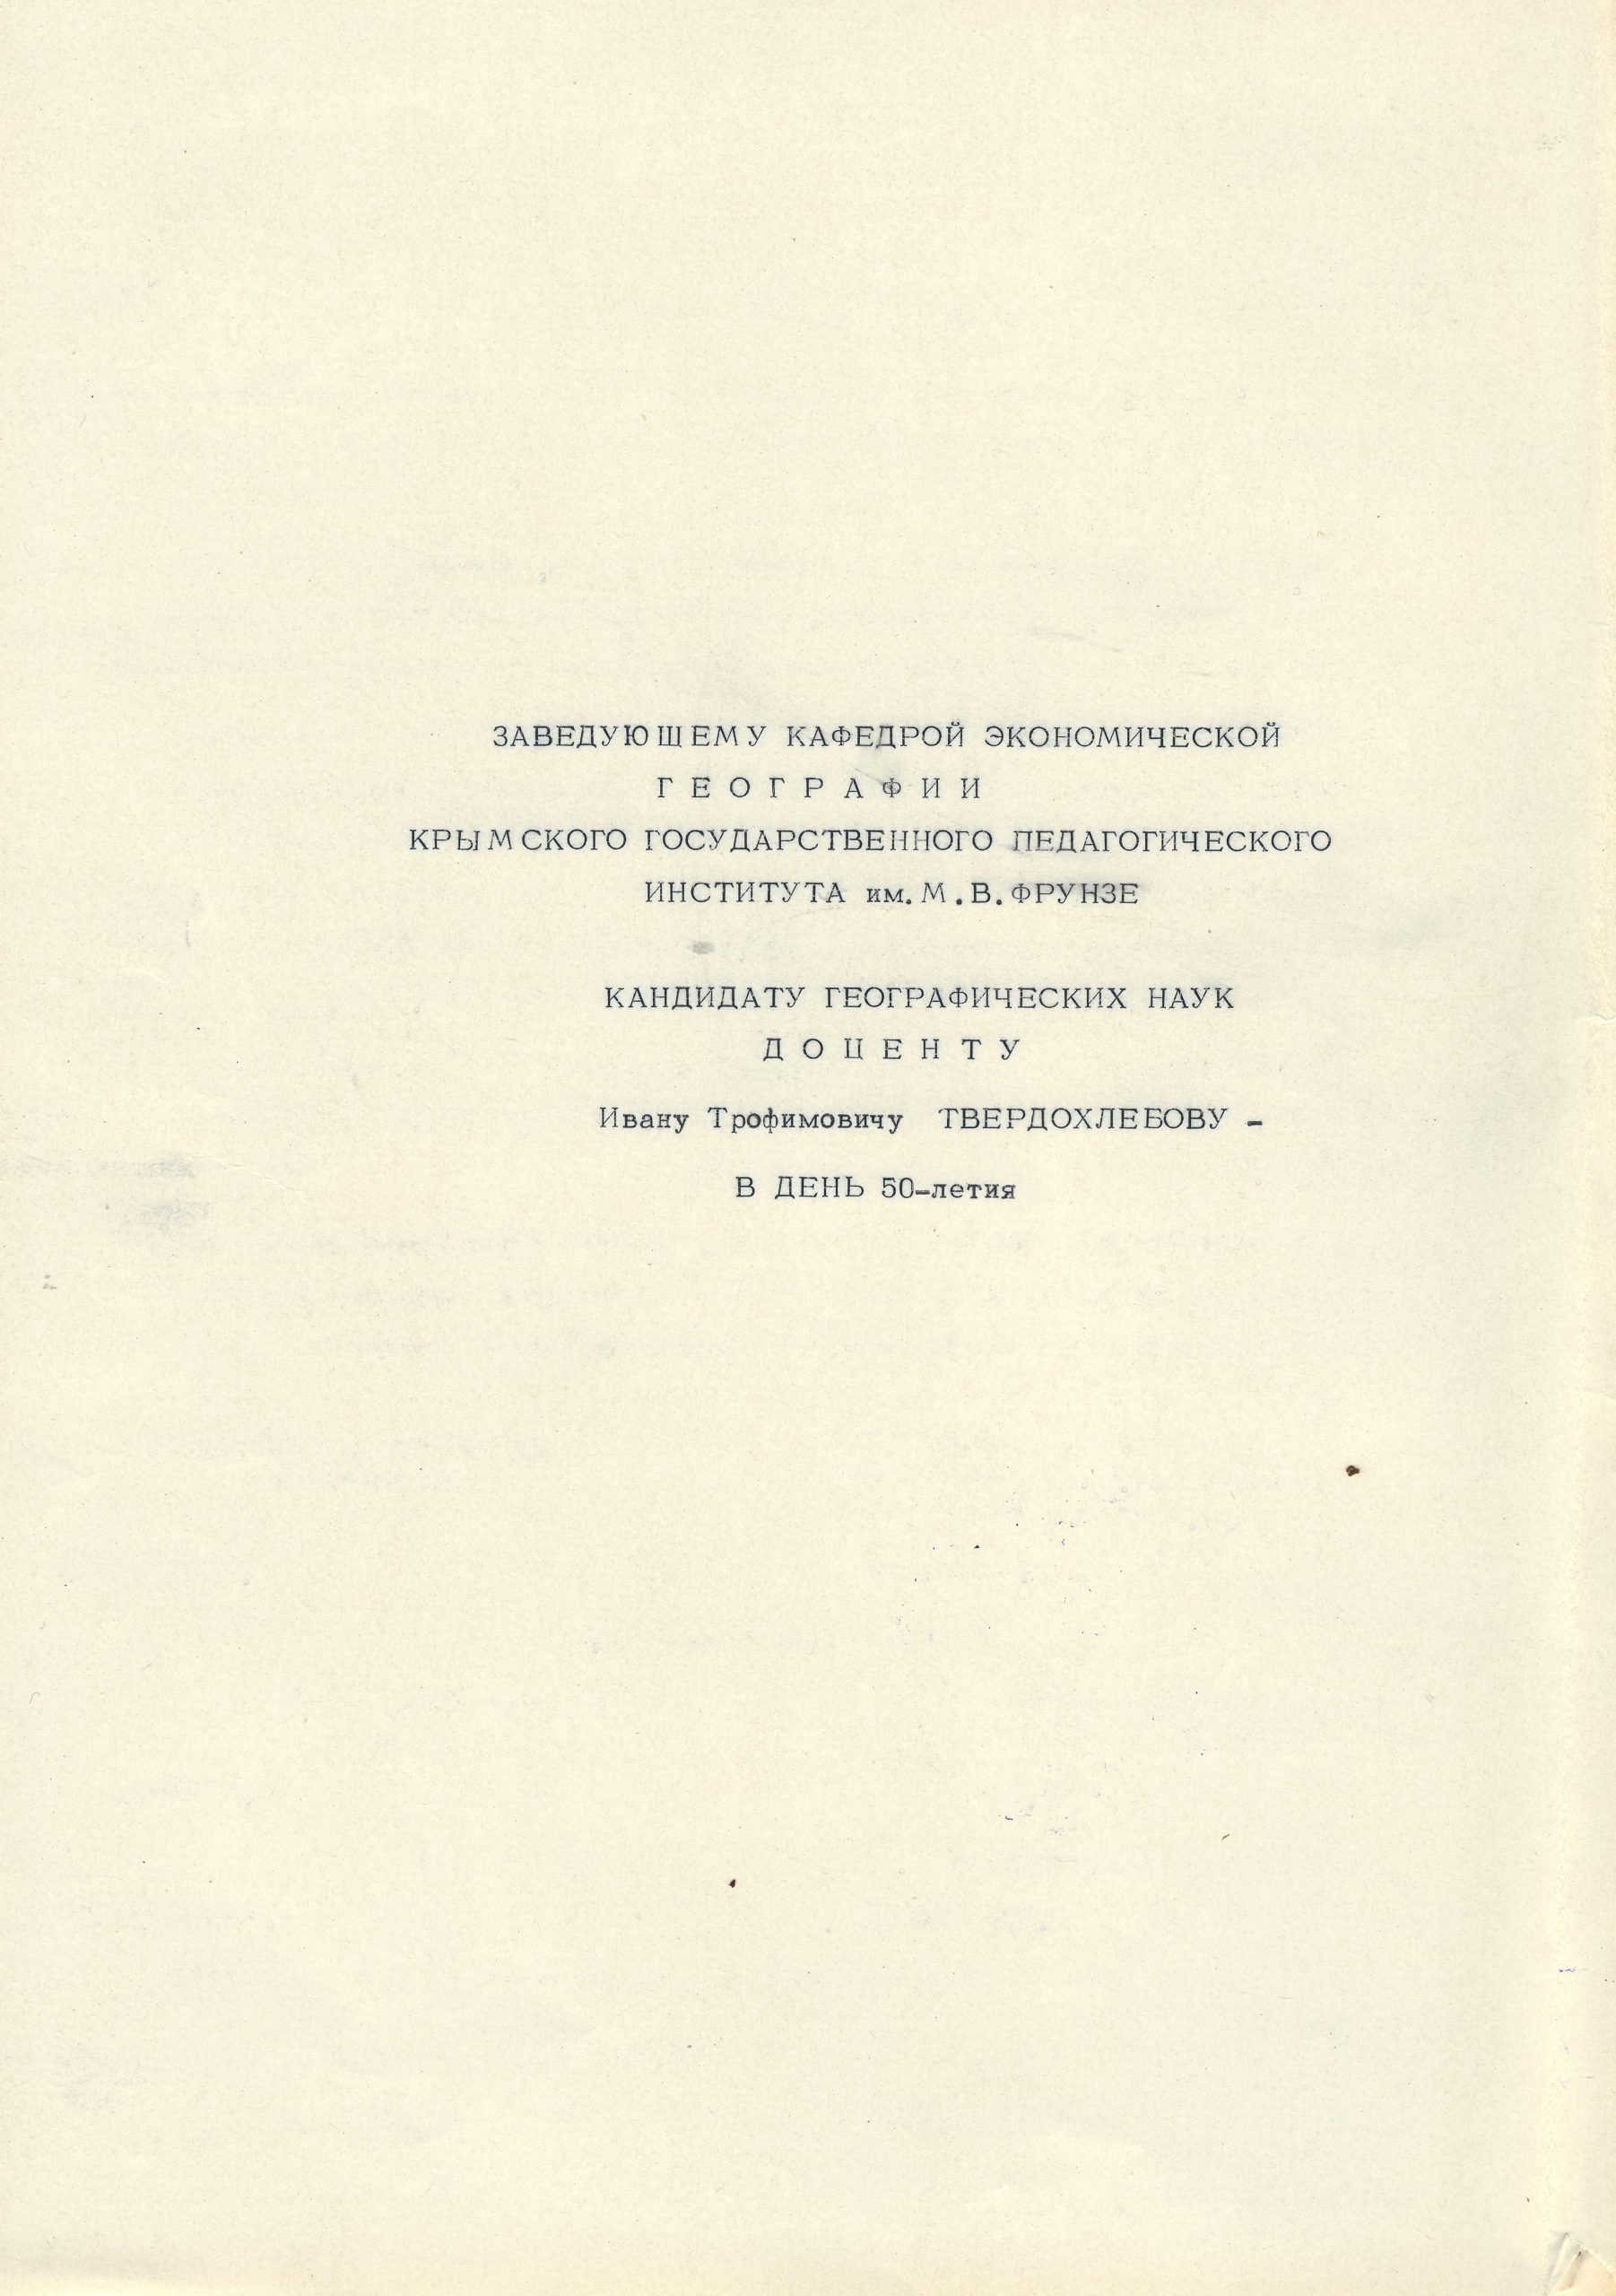 ЗАВЕДУЮЩЕМУ КАФЕДРОЙ ЭКОНОМИЧЕСКОЙ
Г Е О Г Р А Ф И И
КРЫМСКОГО ГОСУДАРСТВЕННОГО ПЕДАГОГИЧЕСКОГО
ИНСТИТУТА им. М.В.ФРУНЗЕ
КАНДИДАТУ ГЕОГРАФИЧЕСКИХ НАУК
Д О Ц Е Н Т У
Ивану Трофимовичу ТВЕРДОХЛЕБОВУ -
В ДЕНЬ 50-летия